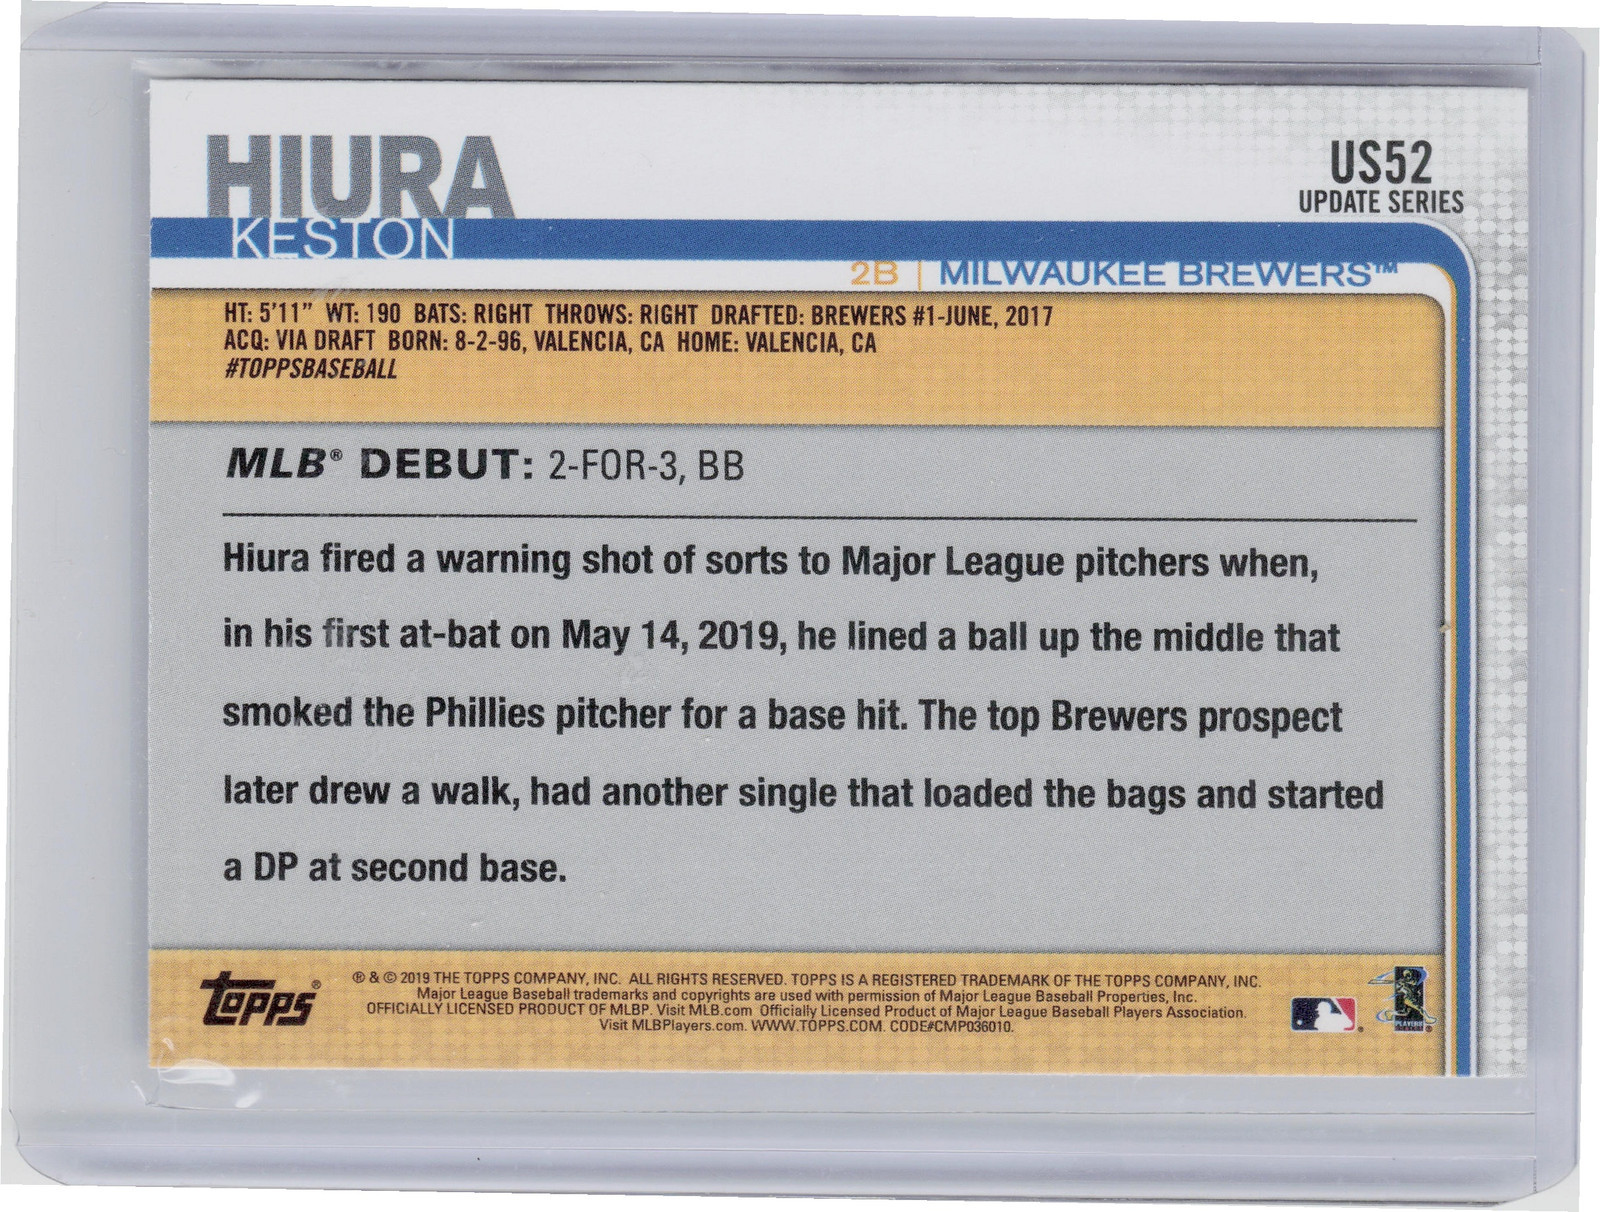 HIURA
KESTON
US52
UPDATE SERIES
2B | MILWAUKEE BREWERS™
HT: 5'11" WT: 190 BATS: RIGHT THROWS: RIGHT DRAFTED: BREWERS #1-JUNE, 2017
ACQ: VIA DRAFT BORN: 8-2-96, VALENCIA, CA HOME: VALENCIA, CA
#TOPPSBASEBALL
MLB® DEBUT: 2-FOR-3, BB
Hiura fired a warning shot of sorts to Major League pitchers when,
in his first at-bat on May 14, 2019, he lined a ball up the middle that
smoked the Phillies pitcher for a base hit. The top Brewers prospect
later drew a walk, had another single that loaded the bags and started
a DP at second base.
Topps®
® & © 2019 THE TOPPS COMPANY, INC. ALL RIGHTS RESERVED. TOPPS IS A REGISTERED TRADEMARK OF THE TOPPS COMPANY, INC.
Major League Baseball trademarks and copyrights are used with permission of Major League Baseball Properties, Inc.
OFFICIALLY LICENSED PRODUCT OF MLBP. Visit MLB.com Officially Licensed Product of Major League Baseball Players Association.
Visit MLBPlayers.com. WWW.TOPPS.COM. CODE#CMP036010.
PLAYERS